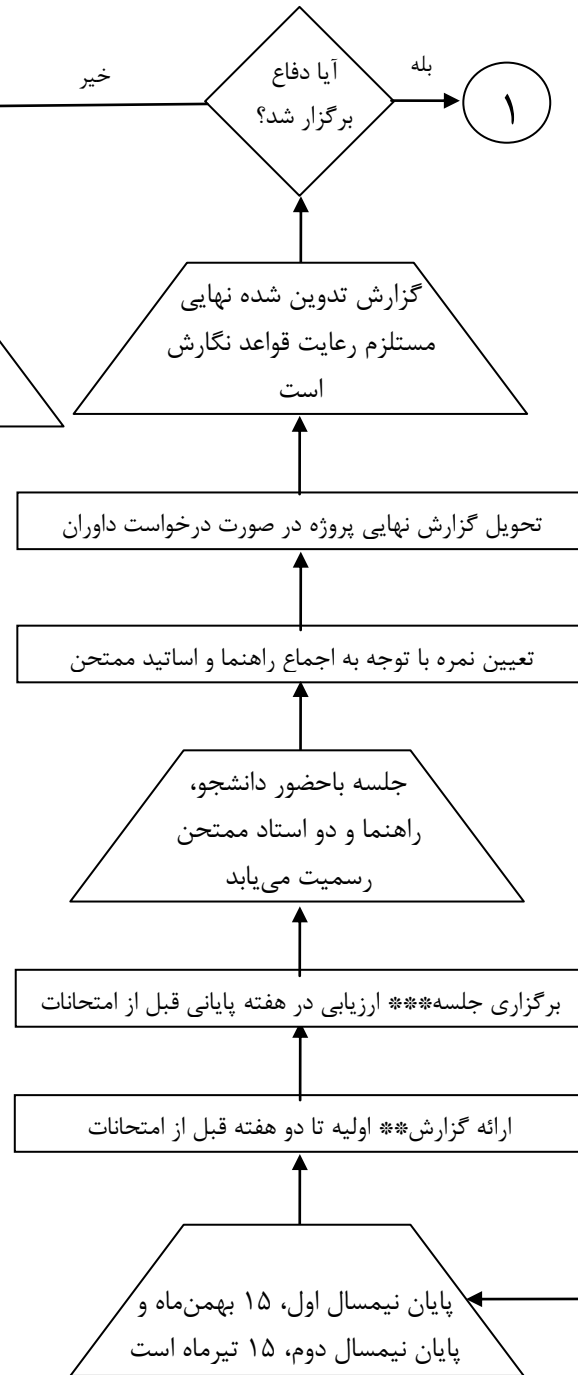 آیا دفاع
برگزار شد؟
بله
خیر
۱
گزارش تدوین شده نهایی
مستلزم رعایت قواعد نگارش
است
تحویل گزارش نهایی پروژه در صورت درخواست داوران
تعیین نمره با توجه به اجماع راهنما و اساتید ممتحن
جلسه باحضور دانشجو،
راهنما و دو استاد ممتحن
رسمیت می‌یابد
برگزاری جلسه*** ارزیابی در هفته پایانی قبل از امتحانات
ارائه گزارش** اولیه تا دو هفته قبل از امتحانات
پایان نیمسال اول، ۱۵ بهمن‌ماه و
پایان نیمسال دوم، ۱۵ تیرماه است